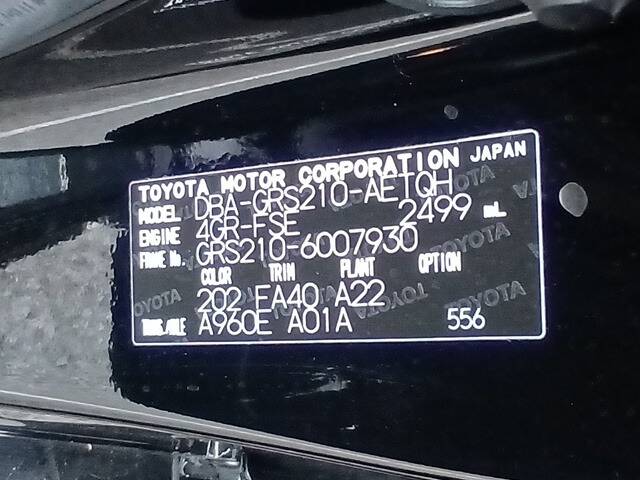 TOYOTA MOTOR CORPORATION JAPAN
MODEL DBA-GRS210-AETQH
ENGINE 4GR-FSE 2499 mL
FRAME No. GRS210-6007930
COLOR TRIM PLANT OPTION
202 FA40 A22
TRANS/AXLE A960E A01A 556